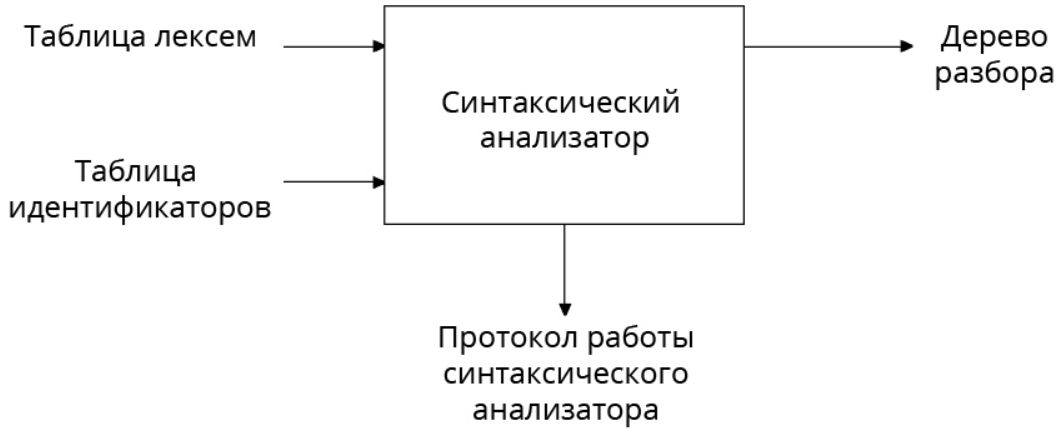 Таблица лексем
Дерево
разбора
Синтаксический
анализатор
Таблица
идентификаторов
Протокол работы
синтаксического
анализатора